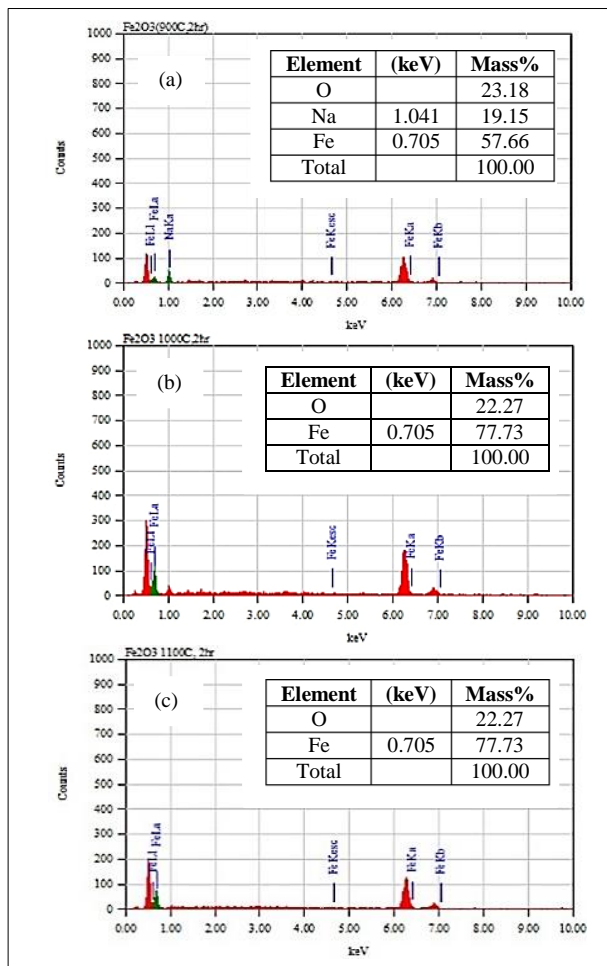 Fe2O3(900C,2hr)
(a)
Element (keV) Mass%
O 23.18
Na 1.041 19.15
Fe 0.705 57.66
Total 100.00
1000
900
800
700
600
500
400
300
200
100
0
Counts
FeLl FeLa NaKa FeKesc FeKa FeKb
0.00 1.00 2.00 3.00 4.00 5.00 6.00 7.00 8.00 9.00 10.00
keV
Fe2O3 1000C,2hr
(b)
Element (keV) Mass%
O 22.27
Fe 0.705 77.73
Total 100.00
1000
900
800
700
600
500
400
300
200
100
0
Counts
FeLl FeLa FeKesc FeKa FeKb
0.00 1.00 2.00 3.00 4.00 5.00 6.00 7.00 8.00 9.00 10.00
keV
Fe2O3 1100C, 2hr
(c)
Element (keV) Mass%
O 22.27
Fe 0.705 77.73
Total 100.00
1000
900
800
700
600
500
400
300
200
100
0
Counts
FeLl FeLa FeKesc FeKa FeKb
0.00 1.00 2.00 3.00 4.00 5.00 6.00 7.00 8.00 9.00 10.00
keV